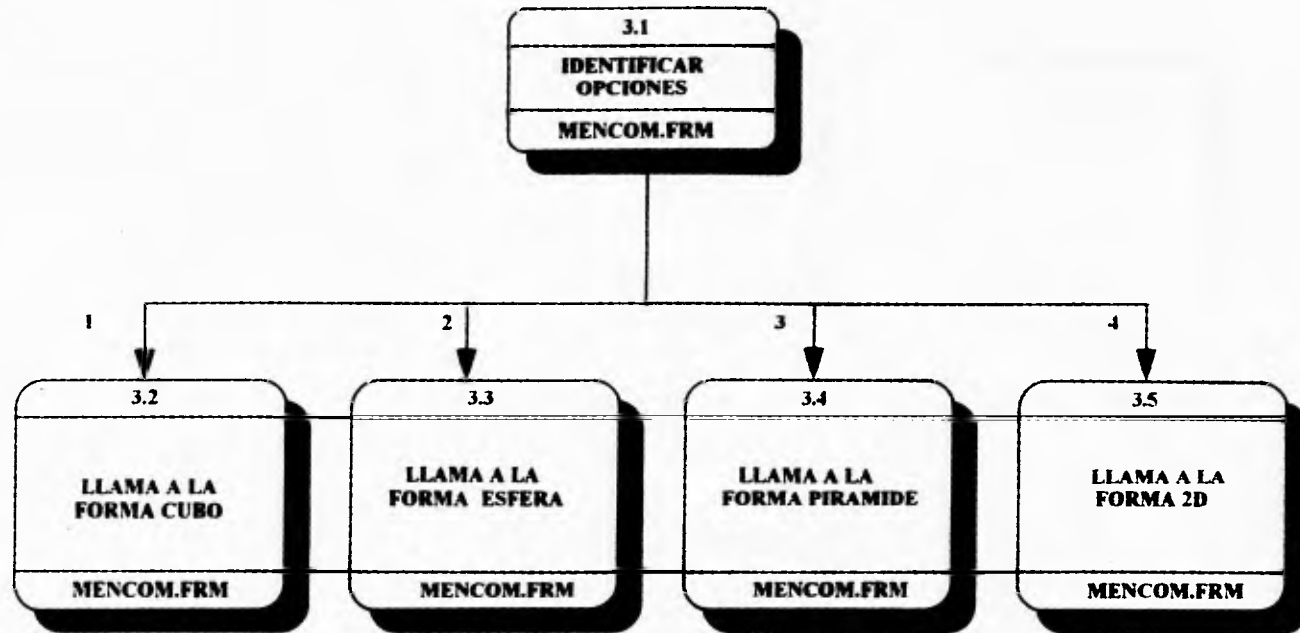 3.1
IDENTIFICAR
OPCIONES
MENCOM.FRM
1
2
3
4
3.2
LLAMA A LA
FORMA CUBO
MENCOM.FRM
3.3
LLAMA A LA
FORMA ESFERA
MENCOM.FRM
3.4
LLAMA A LA
FORMA PIRAMIDE
MENCOM.FRM
3.5
LLAMA A LA
FORMA 2D
MENCOM.FRM